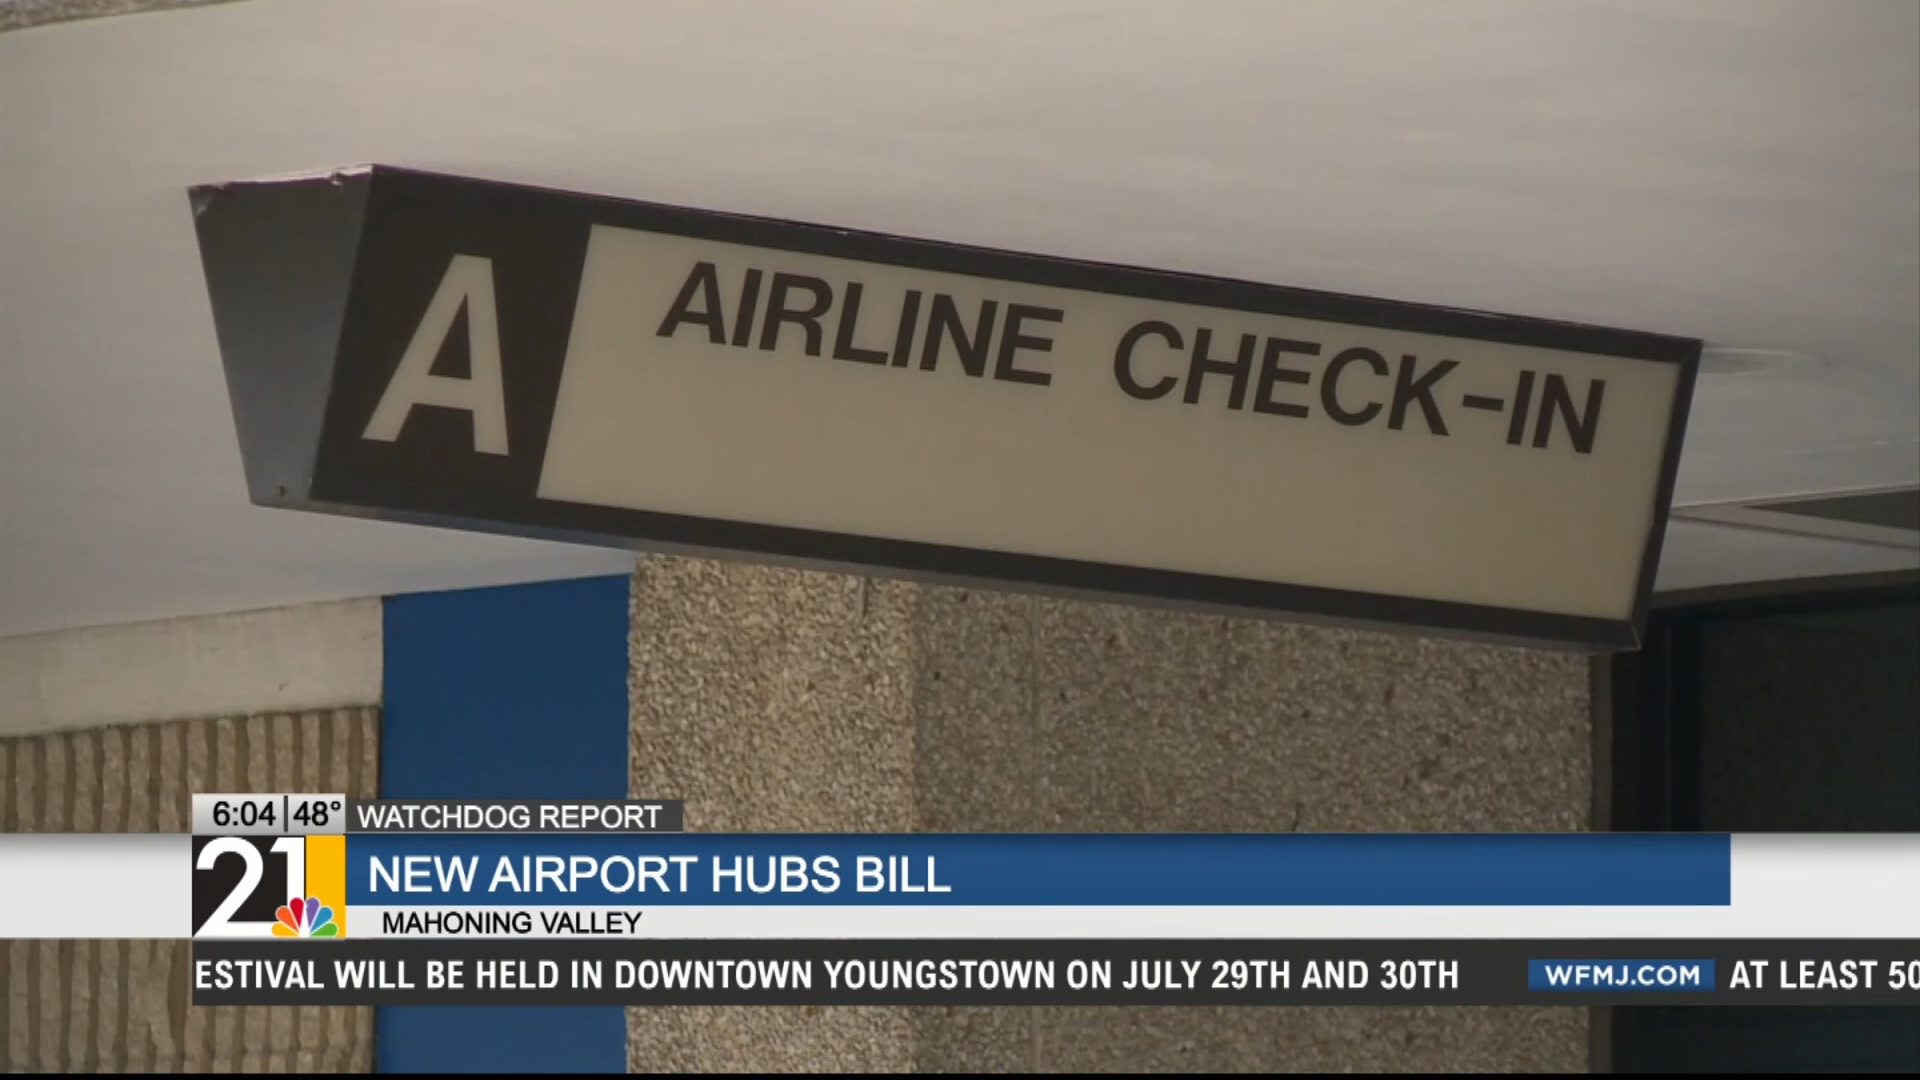 A AIRLINE CHECK-IN
6:04 48° WATCHDOG REPORT
21 NEW AIRPORT HUBS BILL
MAHONING VALLEY
ESTIVAL WILL BE HELD IN DOWNTOWN YOUNGSTOWN ON JULY 29TH AND 30TH WFMJ.COM AT LEAST 50